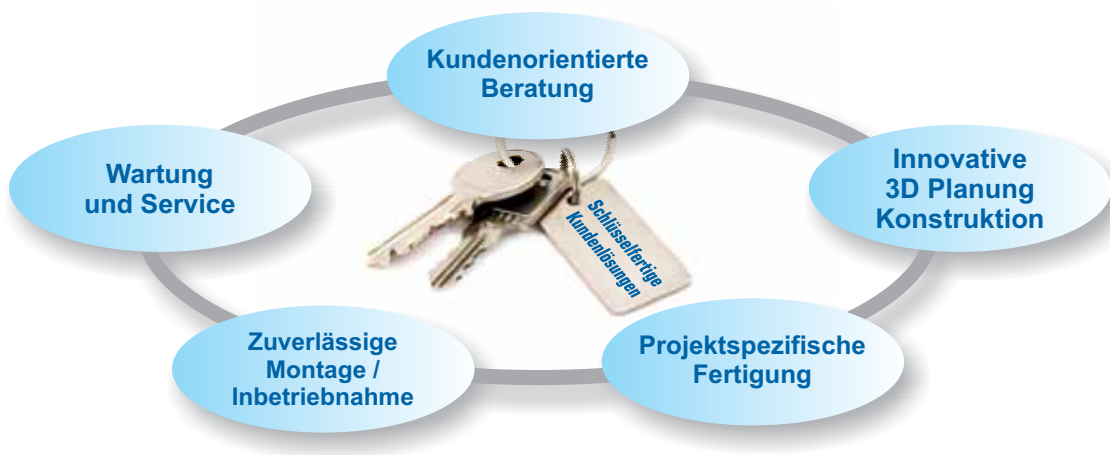 Kundenorientierte
Beratung
Innovative
3D Planung
Konstruktion
Projektspezifische
Fertigung
Zuverlässige
Montage /
Inbetriebnahme
Wartung
und Service
Schlüsselfertige
Kundenlösungen